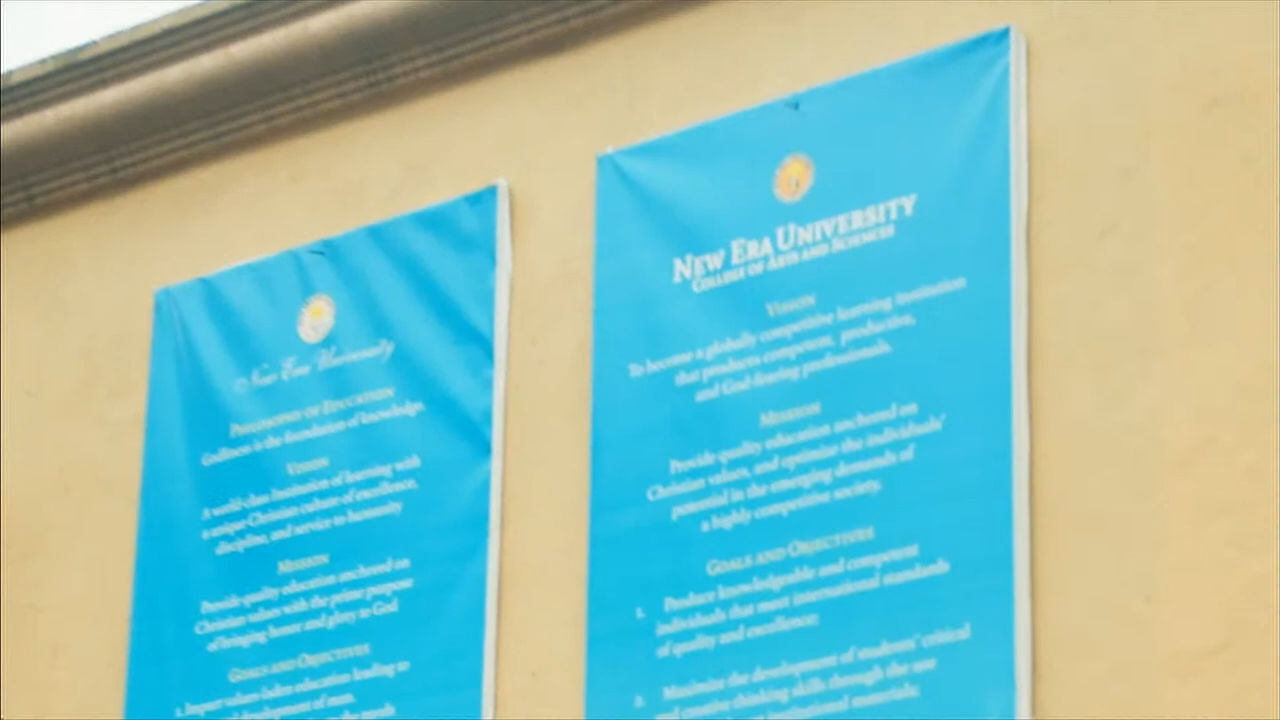 New Era University
Philosophy of Education
Godliness is the foundation of knowledge.
Vision
A world-class Institution of learning with
a unique Christian culture of excellence,
discipline, and service to humanity
Mission
Provide quality education anchored on
Christian values with the prime purpose
of bringing honor and glory to God
Goals and Objectives
1. Impart values-laden education leading to
development of man
New Era University
College of Arts and Sciences
Vision
To become a globally competitive learning institution
that produces competent, productive,
and God-fearing professionals.
Mission
Provide quality education anchored on
Christian values, and optimize the individuals'
potential in the emerging demands of
a highly competitive society.
Goals and Objectives
1. Produce knowledgeable and competent
individuals that meet international standards
of quality and excellence;
2. Maximize the development of students' critical
and creative thinking skills through the use
instructional materials;